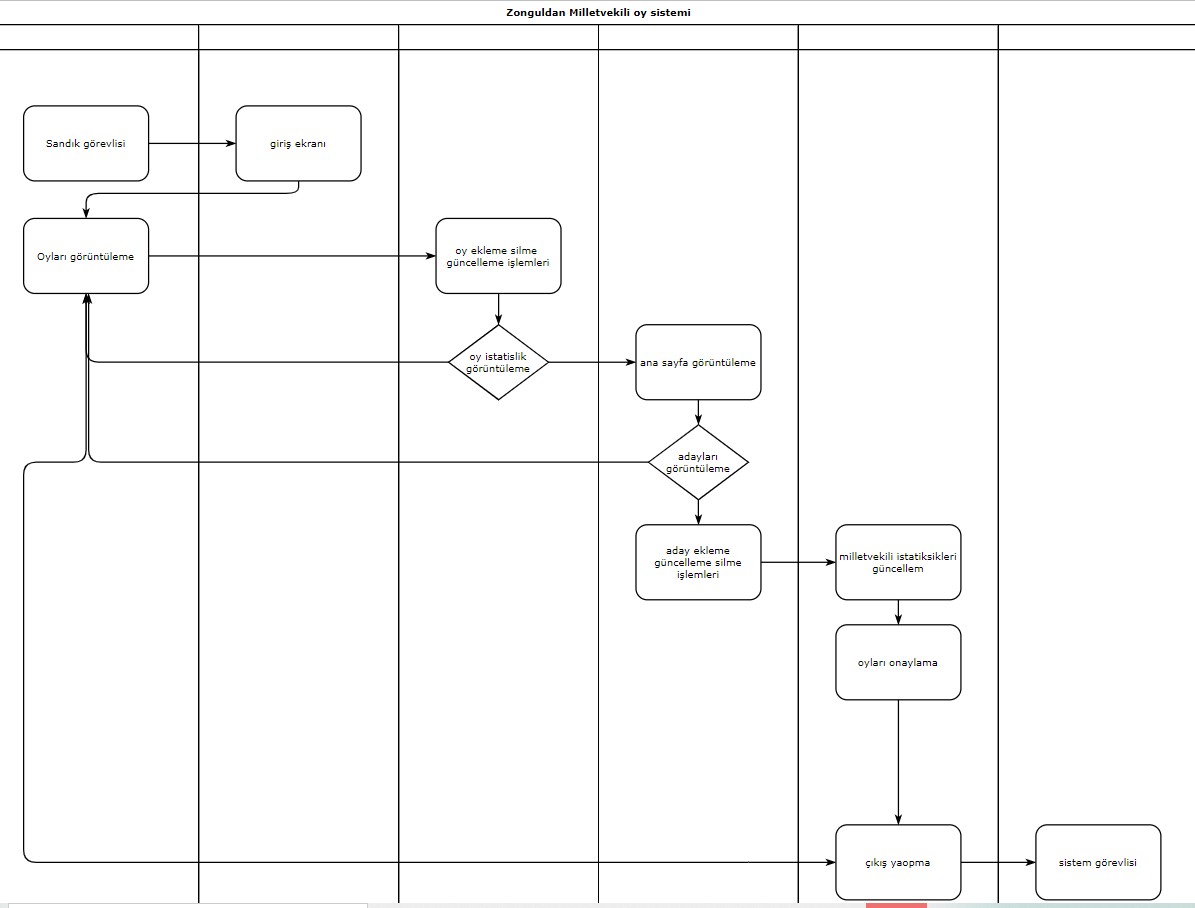 Zonguldan Milletvekili oy sistemi
Sandık görevlisi
giriş ekranı
Oyları görüntüleme
oy ekleme silme
güncelleme işlemleri
oy istatislik
görüntüleme
ana sayfa görüntüleme
adayları
görüntüleme
aday ekleme
güncelleme silme
işlemleri
milletvekili istatiksikleri
güncellem
oyları onaylama
çıkış yaopma
sistem görevlisi